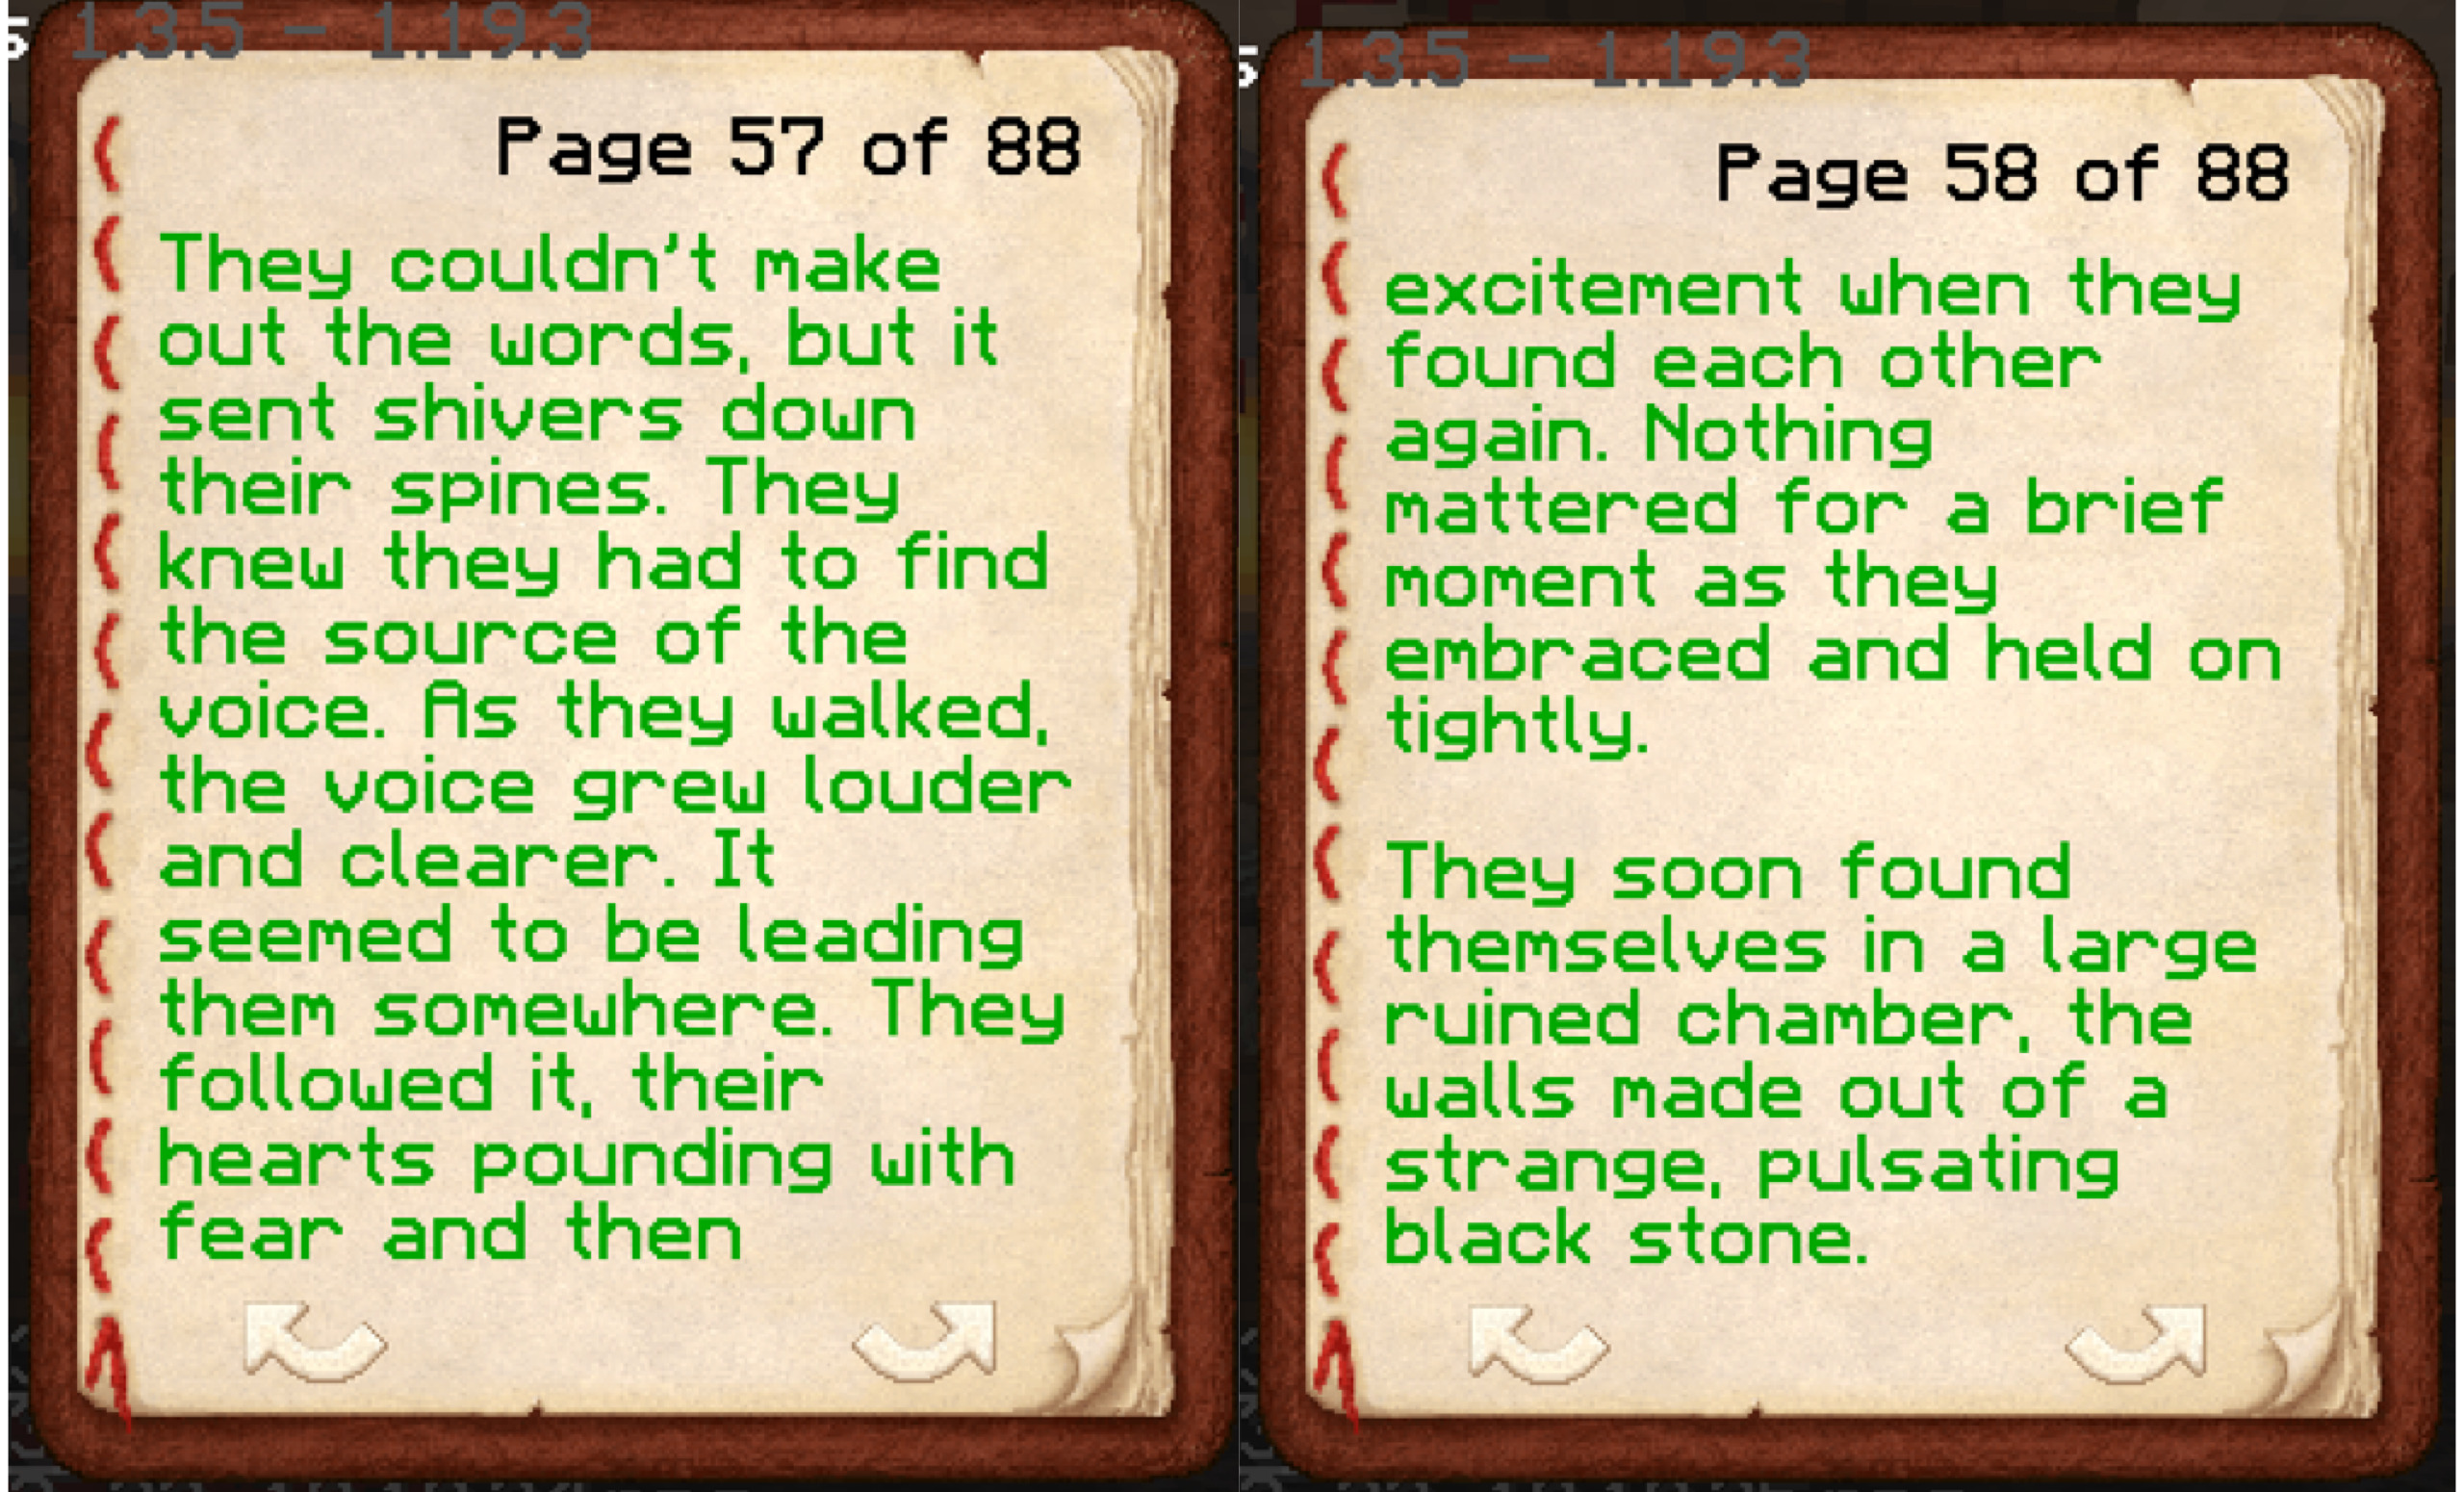 1.3.5 - 1.19.3
Page 57 of 88
They couldn't make
out the words, but it
sent shivers down
their spines. They
knew they had to find
the source of the
voice. As they walked,
the voice grew louder
and clearer. It
seemed to be leading
them somewhere. They
followed it, their
hearts pounding with
fear and then
1.3.5 - 1.19.3
Page 58 of 88
excitement when they
found each other
again. Nothing
mattered for a brief
moment as they
embraced and held on
tightly.
They soon found
themselves in a large
ruined chamber, the
walls made out of a
strange, pulsating
black stone.